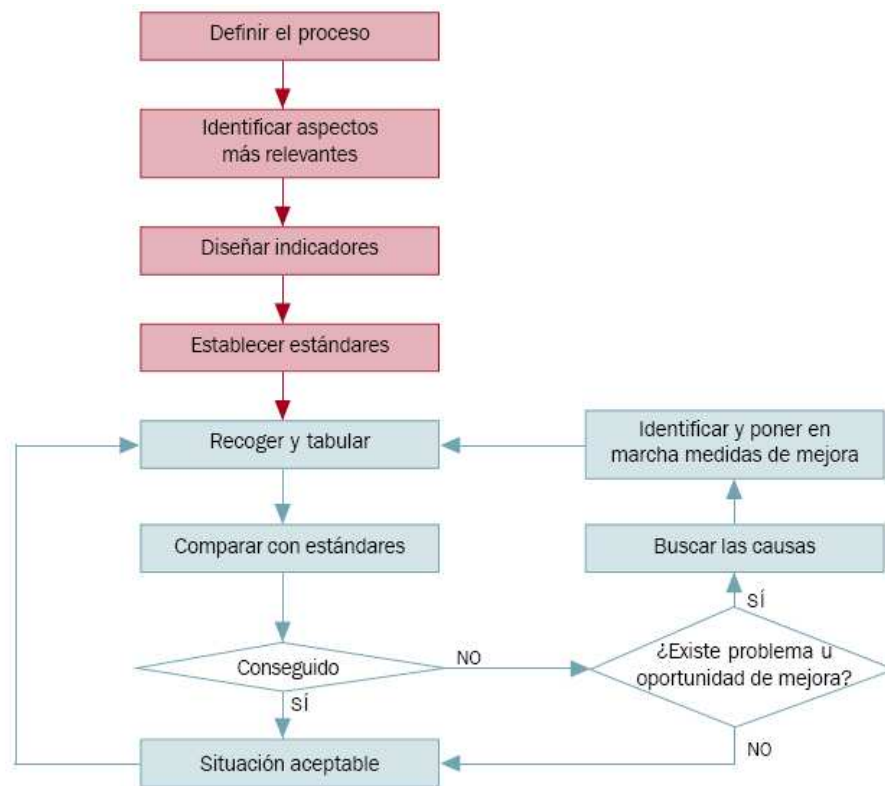 Definir el proceso
Identificar aspectos
más relevantes
Diseñar indicadores
Establecer estándares
Recoger y tabular
Identificar y poner en
marcha medidas de mejora
Comparar con estándares
Buscar las causas
SÍ
Conseguido
NO
¿Existe problema u
oportunidad de mejora?
SÍ
NO
Situación aceptable